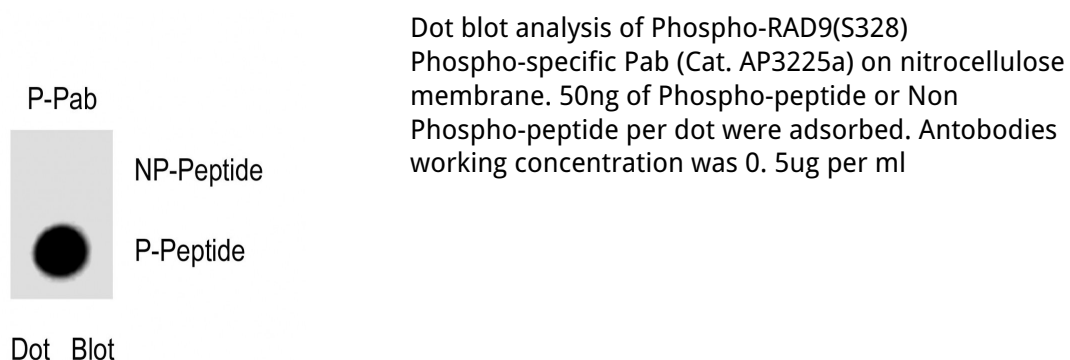 P-Pab
NP-Peptide
P-Peptide
Dot Blot
Dot blot analysis of Phospho-RAD9(S328)
Phospho-specific Pab (Cat. AP3225a) on nitrocellulose
membrane. 50ng of Phospho-peptide or Non
Phospho-peptide per dot were adsorbed. Antobodies
working concentration was 0. 5ug per ml